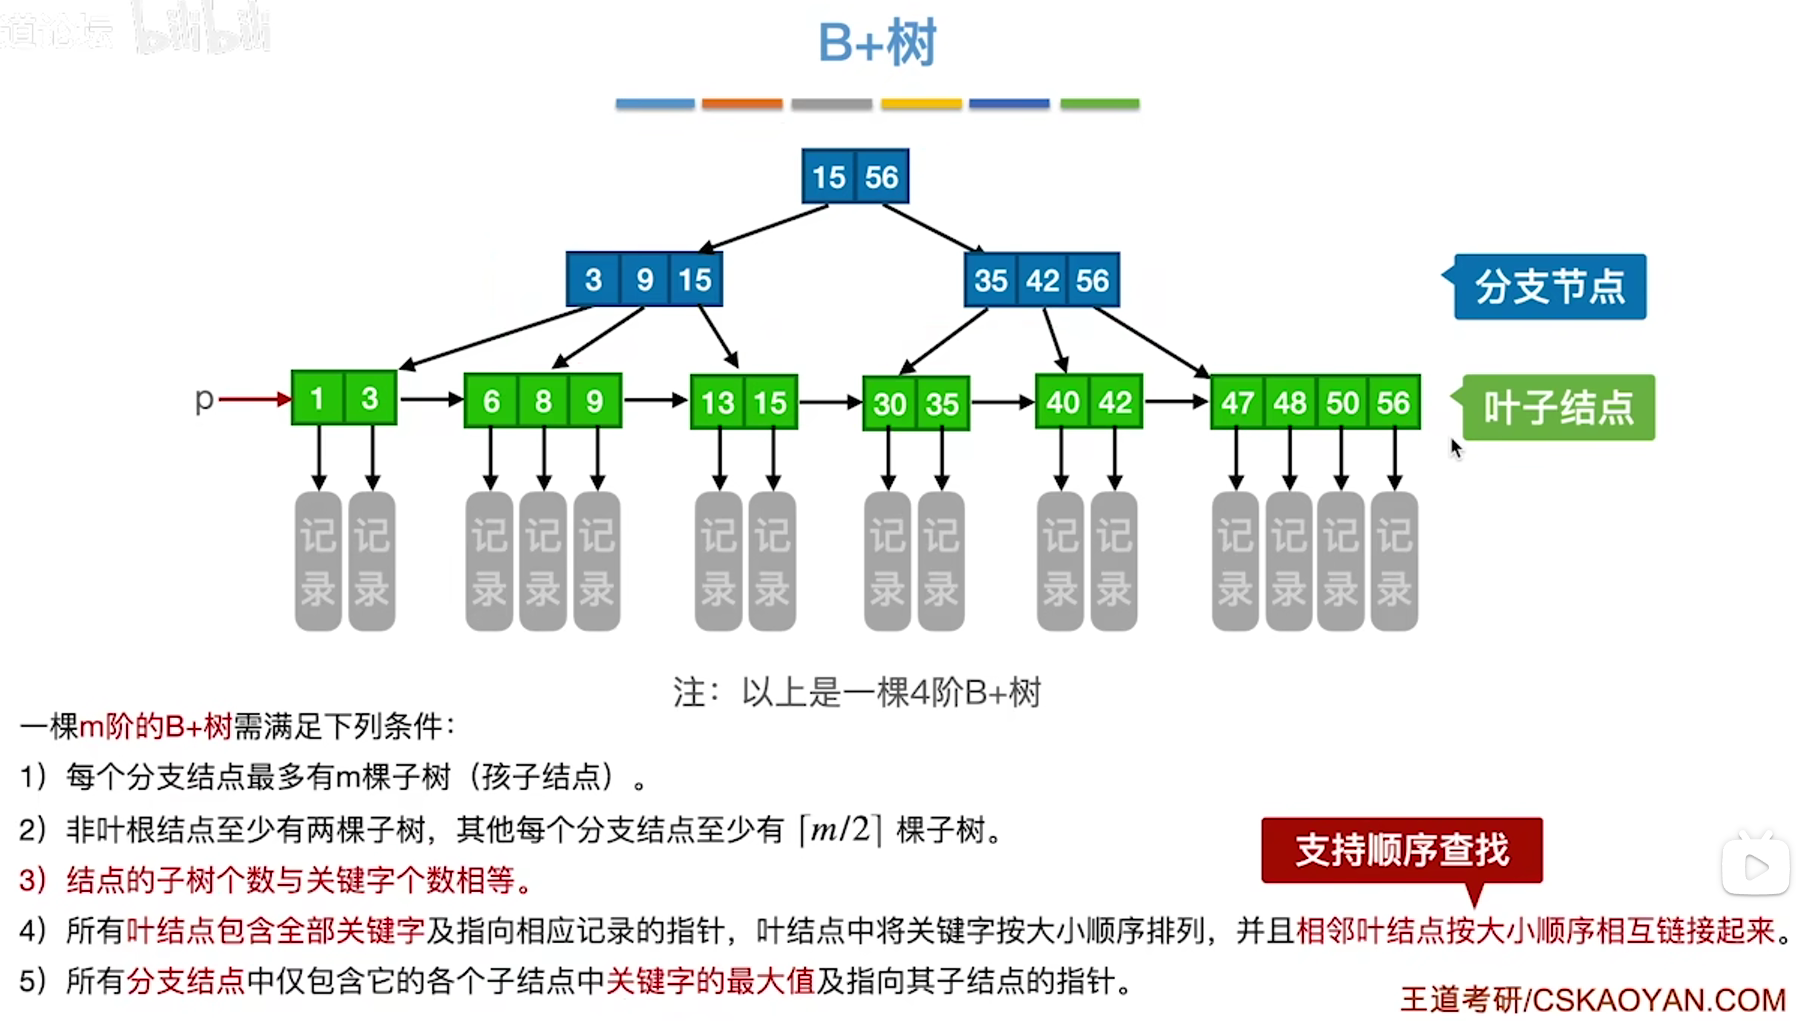 道论坛 bilibili
B+树
15 56
3 9 15 35 42 56
分支节点
p 1 3 6 8 9 13 15 30 35 40 42 47 48 50 56
叶子结点
记录 记录 记录 记录 记录 记录 记录 记录 记录 记录 记录 记录 记录 记录 记录
注：以上是一棵4阶B+树
一棵m阶的B+树需满足下列条件：
1）每个分支结点最多有m棵子树（孩子结点）。
2）非叶根结点至少有两棵子树，其他每个分支结点至少有 ⌈m/2⌉ 棵子树。
3）结点的子树个数与关键字个数相等。
支持顺序查找
4）所有叶结点包含全部关键字及指向相应记录的指针，叶结点中将关键字按大小顺序排列，并且相邻叶结点按大小顺序相互链接起来。
5）所有分支结点中仅包含它的各个子结点中关键字的最大值及指向其子结点的指针。
王道考研/CSKAOYAN.COM